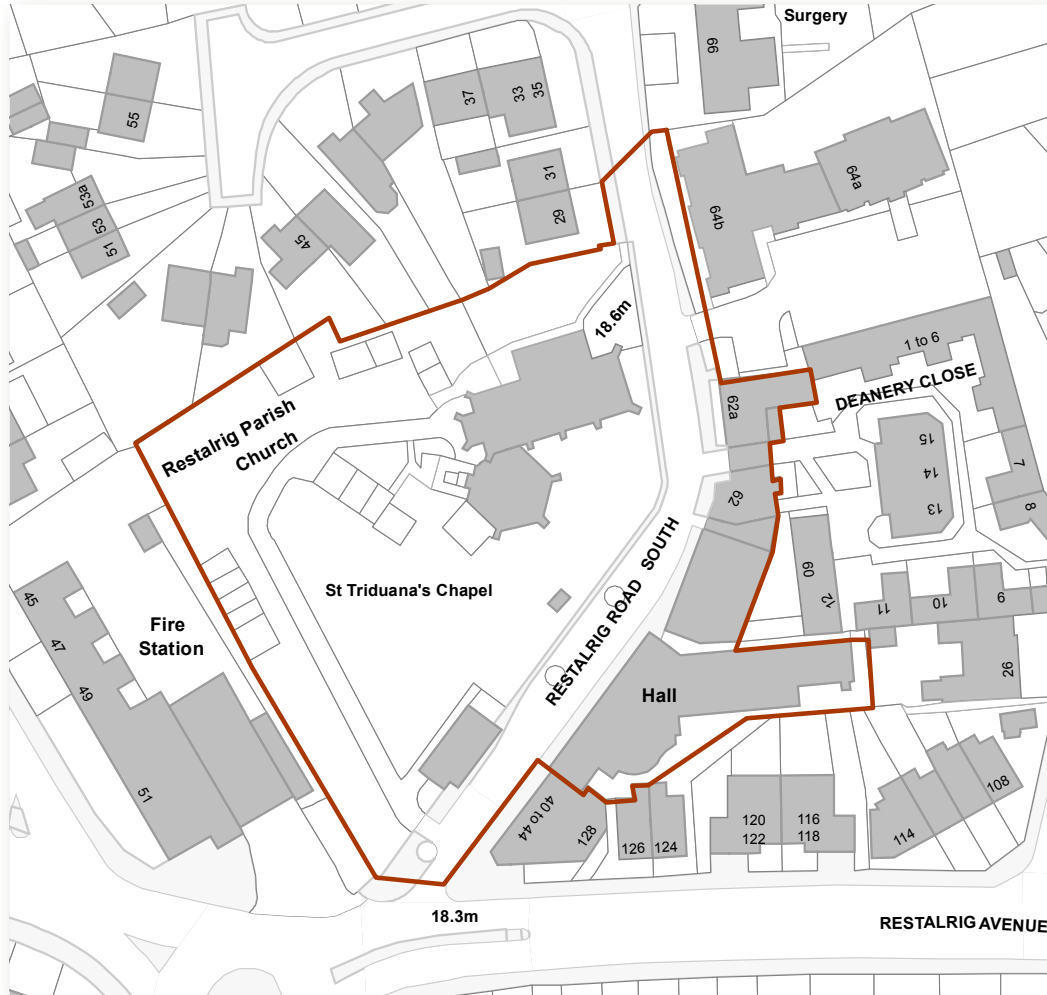 Surgery
66
37
33
35
55
31
29
64a
64b
53a
53
51
45
18.6m
1 to 6
DEANERY CLOSE
62a
Restalrig Parish
Church
15
14
13
7
8
62
RESTALRIG ROAD SOUTH
St Triduana's Chapel
60
12
11
10
9
26
45
47
49
51
Fire
Station
Hall
40 to 44
128
126
124
120
122
116
118
114
108
18.3m
RESTALRIG AVENUE